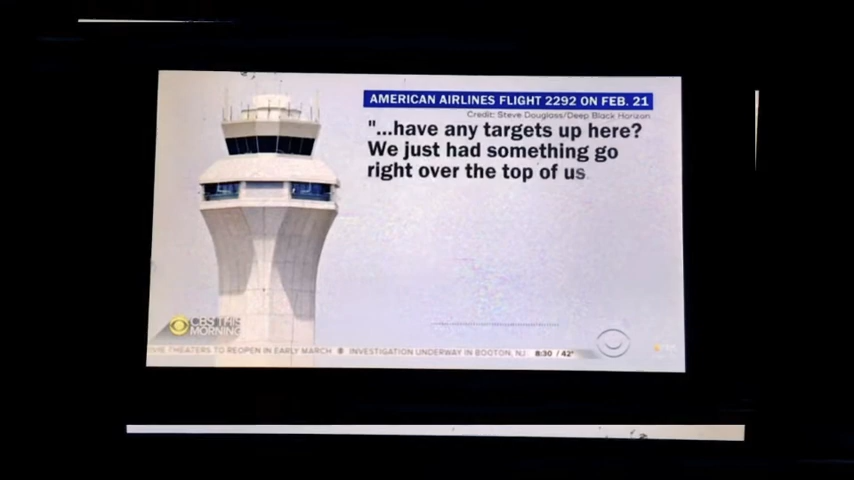 AMERICAN AIRLINES FLIGHT 2292 ON FEB. 21
Credit: Steve Douglass/Deep Black Horizon
"...have any targets up here?
We just had something go
right over the top of us
CBS THIS
MORNING
VIE THEATERS TO REOPEN IN EARLY MARCH INVESTIGATION UNDERWAY IN BOOTON, NJ 8:30 / 42°